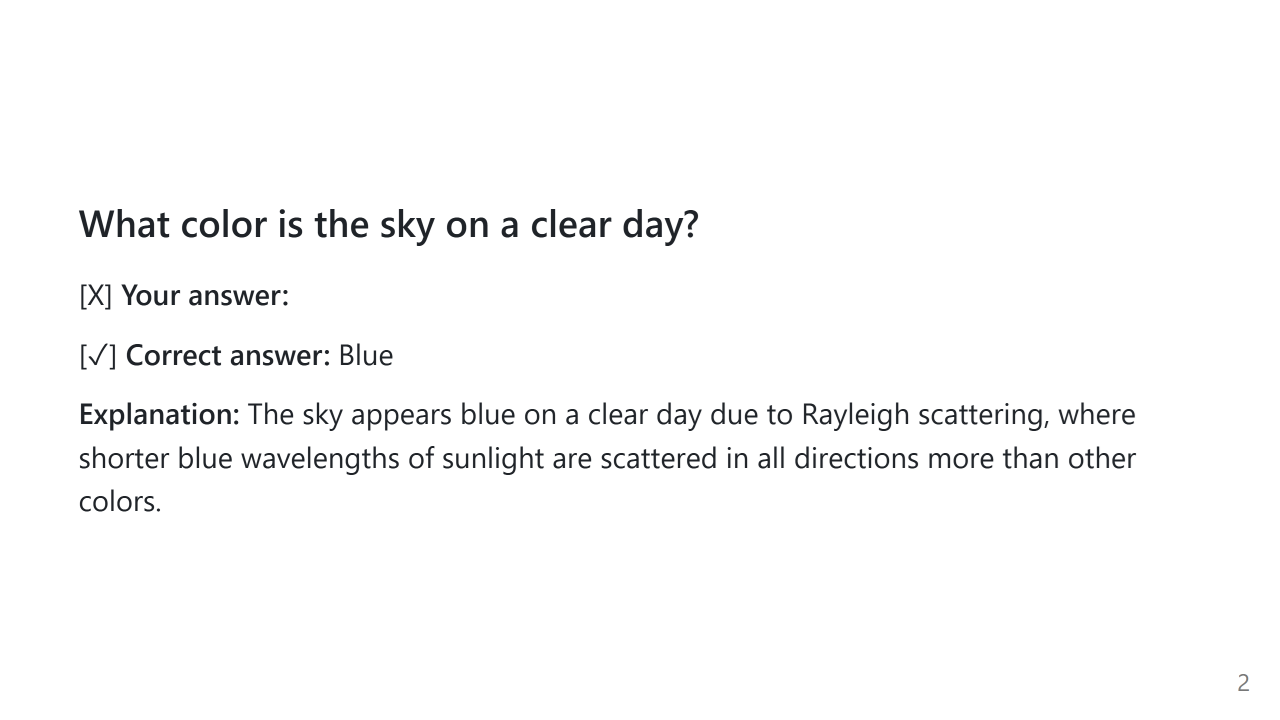 What color is the sky on a clear day?
[X] Your answer:
[✓] Correct answer: Blue
Explanation: The sky appears blue on a clear day due to Rayleigh scattering, where
shorter blue wavelengths of sunlight are scattered in all directions more than other
colors.
2